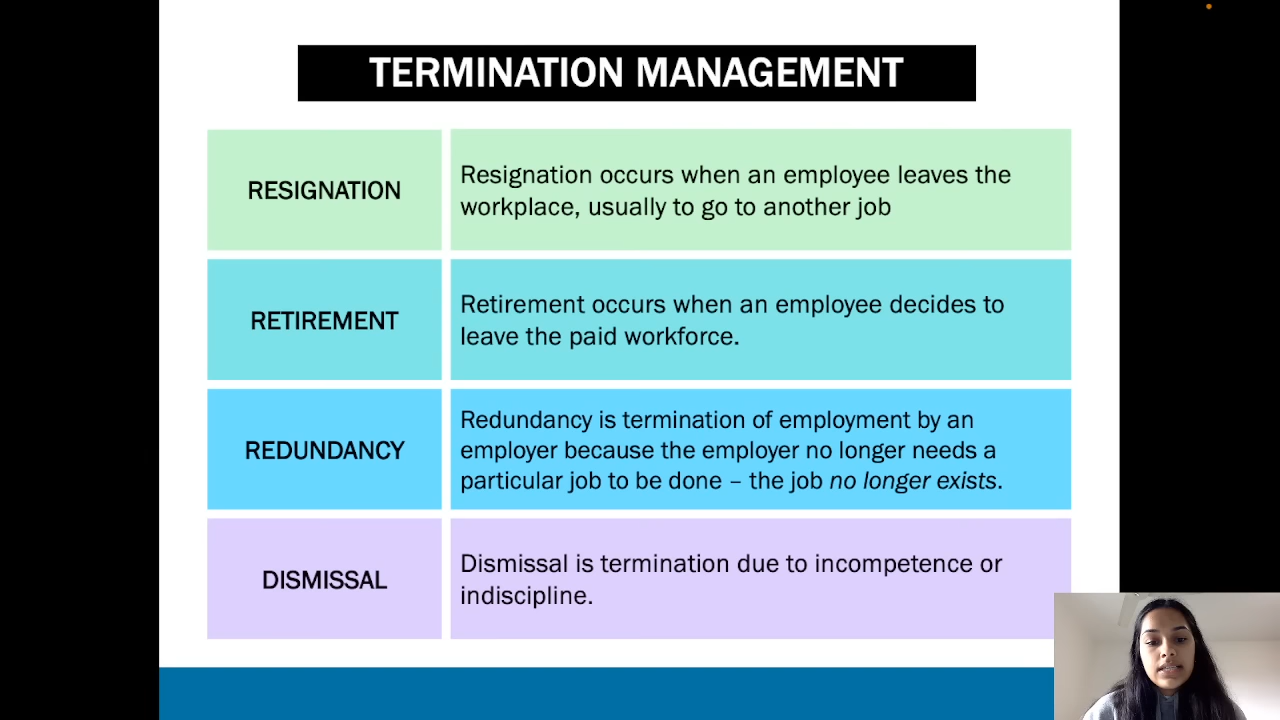 TERMINATION MANAGEMENT
RESIGNATION
Resignation occurs when an employee leaves the
workplace, usually to go to another job
RETIREMENT
Retirement occurs when an employee decides to
leave the paid workforce.
REDUNDANCY
Redundancy is termination of employment by an
employer because the employer no longer needs a
particular job to be done – the job no longer exists.
DISMISSAL
Dismissal is termination due to incompetence or
indiscipline.